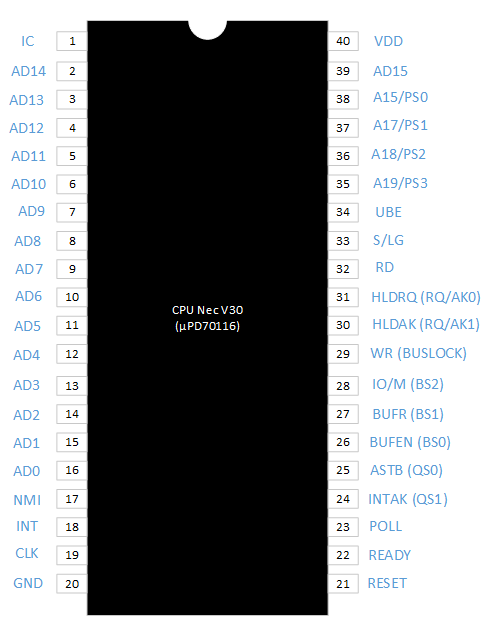 IC 1 40 VDD
AD14 2 39 AD15
AD13 3 38 A15/PS0
AD12 4 37 A17/PS1
AD11 5 36 A18/PS2
AD10 6 35 A19/PS3
AD9 7 34 UBE
AD8 8 33 S/LG
AD7 9 32 RD
AD6 10 31 HLDRQ (RQ/AK0)
CPU Nec V30
(µPD70116)
AD5 11 30 HLDAK (RQ/AK1)
AD4 12 29 WR (BUSLOCK)
AD3 13 28 IO/M (BS2)
AD2 14 27 BUFR (BS1)
AD1 15 26 BUFEN (BS0)
AD0 16 25 ASTB (QS0)
NMI 17 24 INTAK (QS1)
INT 18 23 POLL
CLK 19 22 READY
GND 20 21 RESET